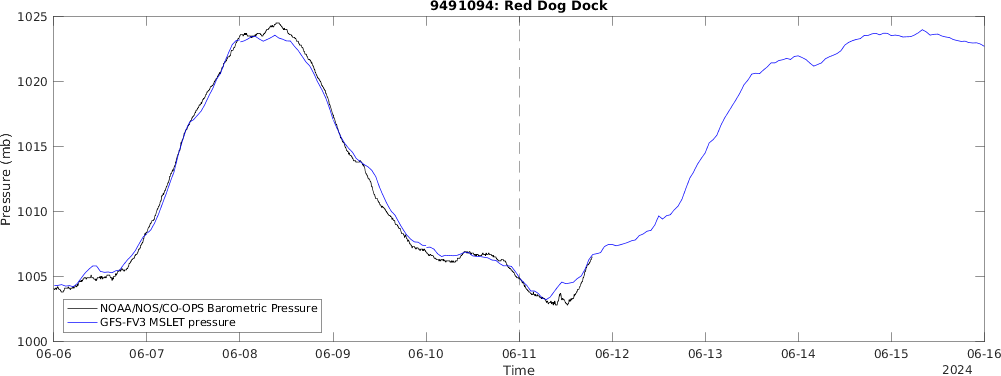 9491094: Red Dog Dock
1025
1020
1015
1010
1005
1000
Pressure (mb)
NOAA/NOS/CO-OPS Barometric Pressure
GFS-FV3 MSLET pressure
06-06 06-07 06-08 06-09 06-10 06-11 06-12 06-13 06-14 06-15 06-16
Time
2024